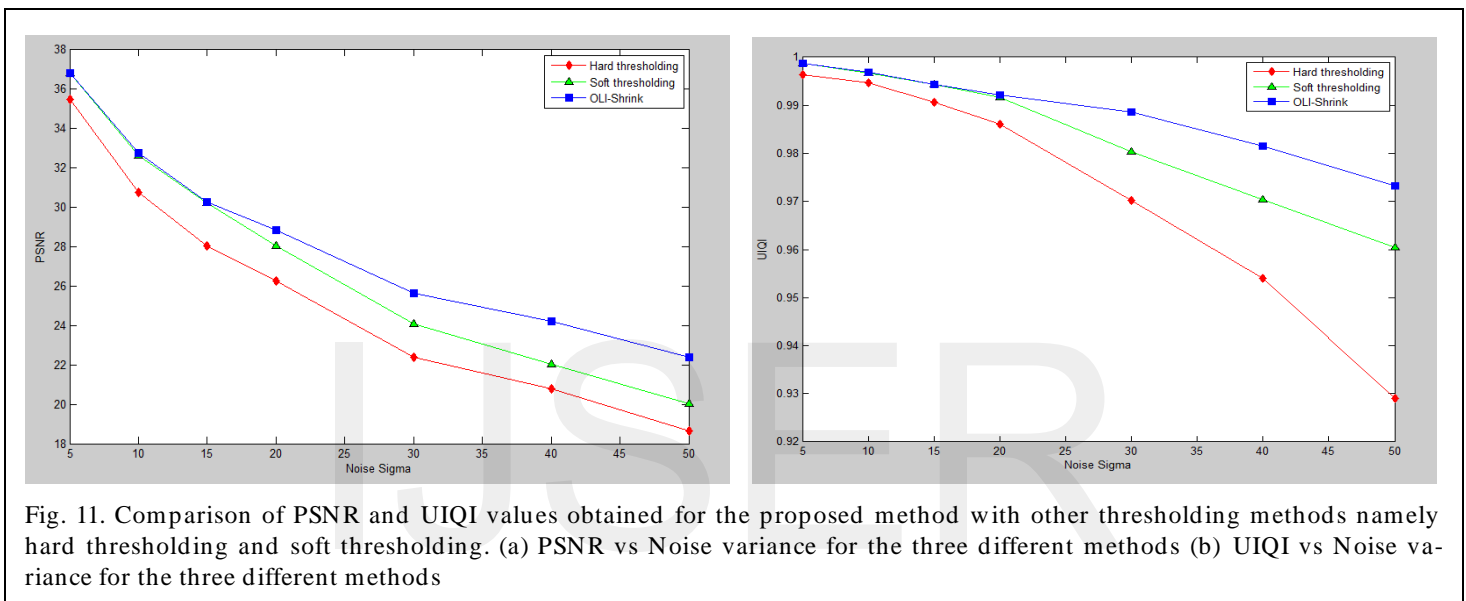 38
36
34
32
30
28
26
24
22
20
18
PSNR
5 10 15 20 25 30 35 40 45 50
Noise Sigma
Hard thresholding
Soft thresholding
OLI-Shrink
1
0.99
0.98
0.97
0.96
0.95
0.94
0.93
0.92
UIQI
5 10 15 20 25 30 35 40 45 50
Noise Sigma
Hard thresholding
Soft thresholding
OLI-Shrink
IJSER
Fig. 11. Comparison of PSNR and UIQI values obtained for the proposed method with other thresholding methods namely
hard thresholding and soft thresholding. (a) PSNR vs Noise variance for the three different methods (b) UIQI vs Noise va-
riance for the three different methods